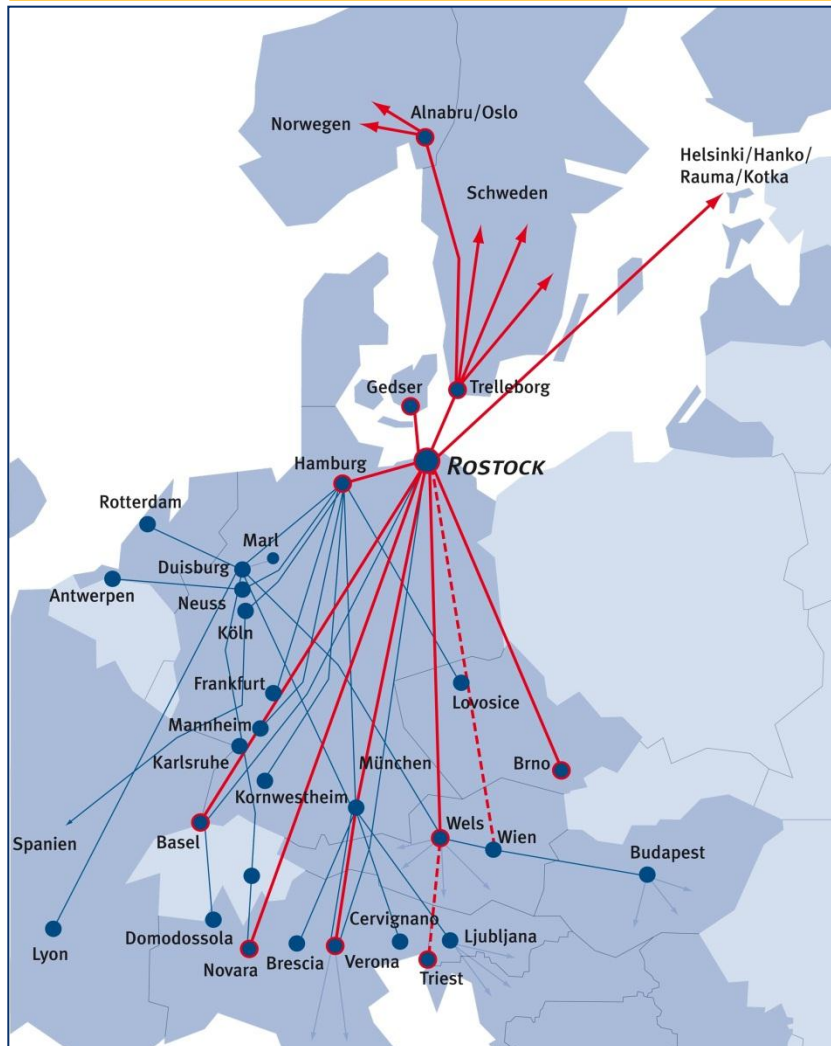 Alnabru/Oslo
Norwegen
Helsinki/Hanko/
Rauma/Kotka
Schweden
Gedser
Trelleborg
Hamburg
ROSTOCK
Rotterdam
Marl
Duisburg
Antwerpen
Neuss
Köln
Frankfurt
Lovosice
Mannheim
Karlsruhe
München
Brno
Kornwestheim
Spanien
Basel
Wels
Wien
Budapest
Cervignano
Ljubljana
Domodossola
Lyon
Novara
Brescia
Verona
Triest